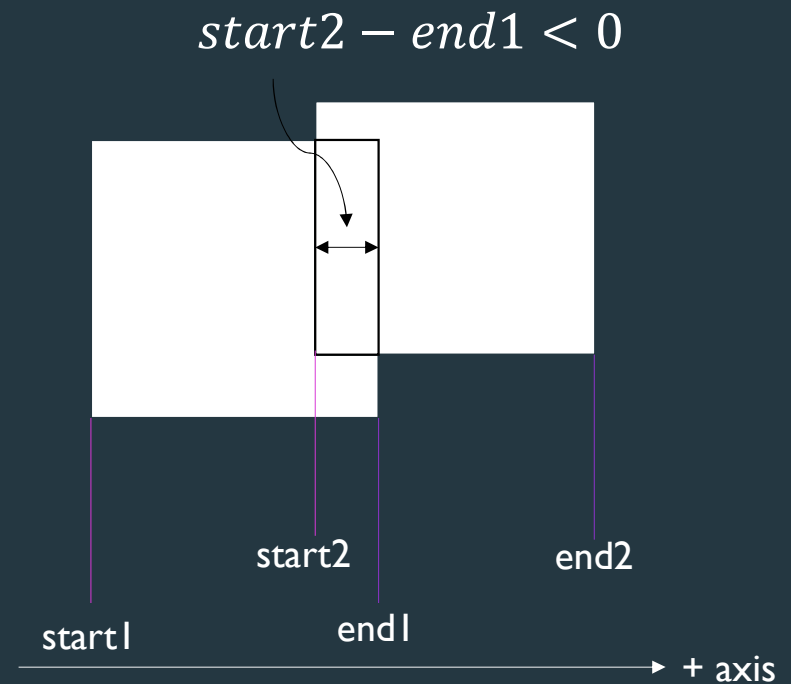 start2 − end1 < 0
start2
end2
start1
end1
+ axis